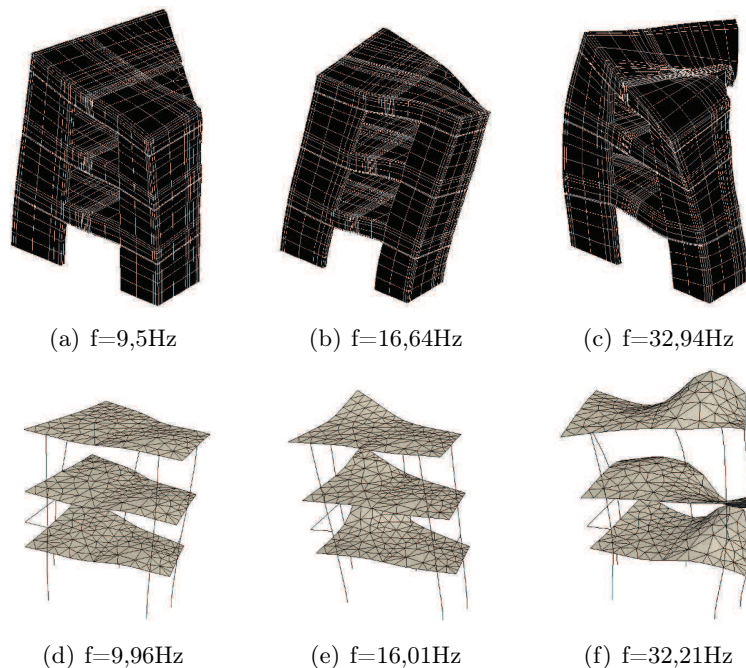 (a) f=9,5Hz
(b) f=16,64Hz
(c) f=32,94Hz
(d) f=9,96Hz
(e) f=16,01Hz
(f) f=32,21Hz